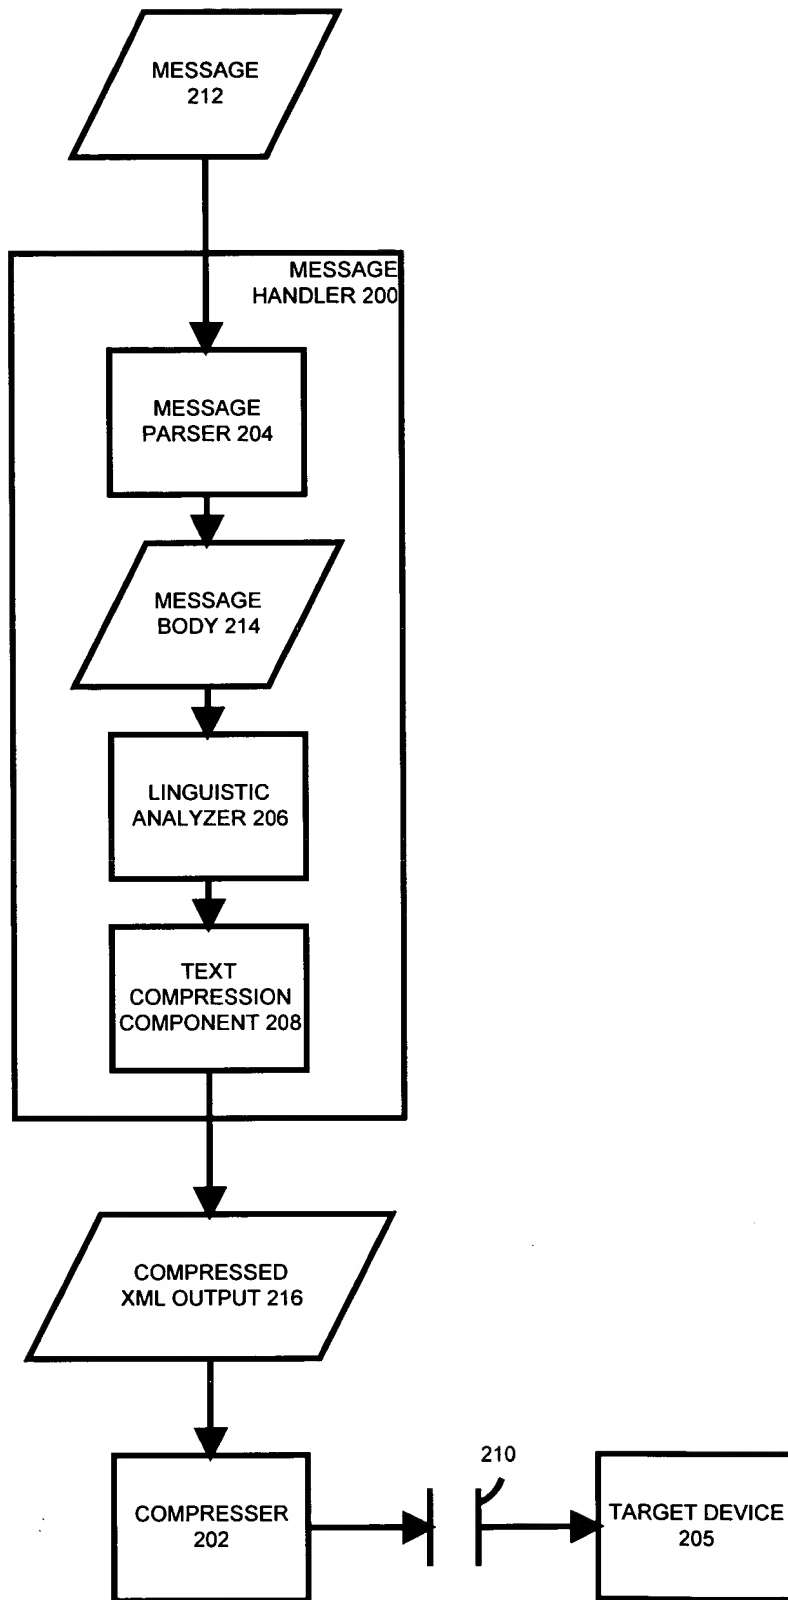 MESSAGE
212
MESSAGE
HANDLER 200
MESSAGE
PARSER 204
MESSAGE
BODY 214
LINGUISTIC
ANALYZER 206
TEXT
COMPRESSION
COMPONENT 208
COMPRESSED
XML OUTPUT 216
210
COMPRESSER
202
TARGET DEVICE
205